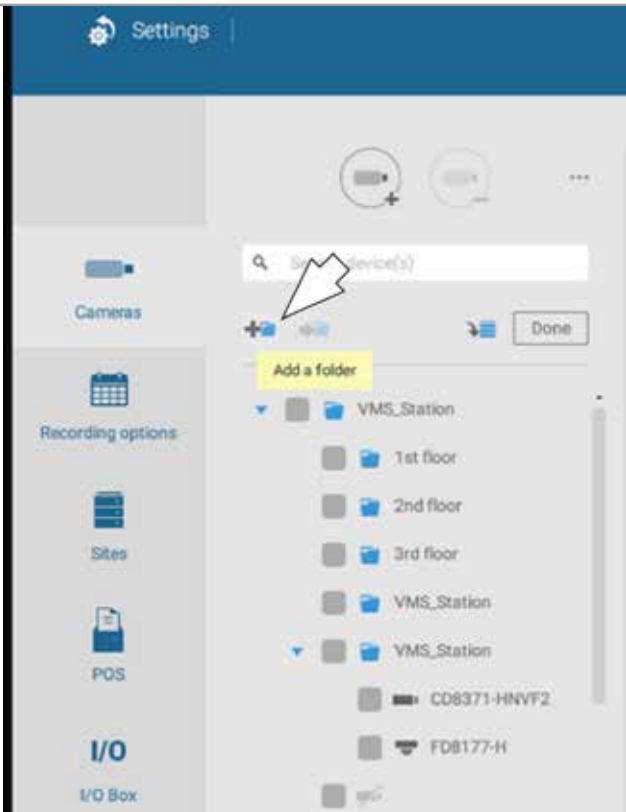 Settings
Cameras
Recording options
Sites
POS
I/O
I/O Box
device(s)
Done
Add a folder
VMS_Station
1st floor
2nd floor
3rd floor
VMS_Station
VMS_Station
CD8371-HNVF2
FD8177-H